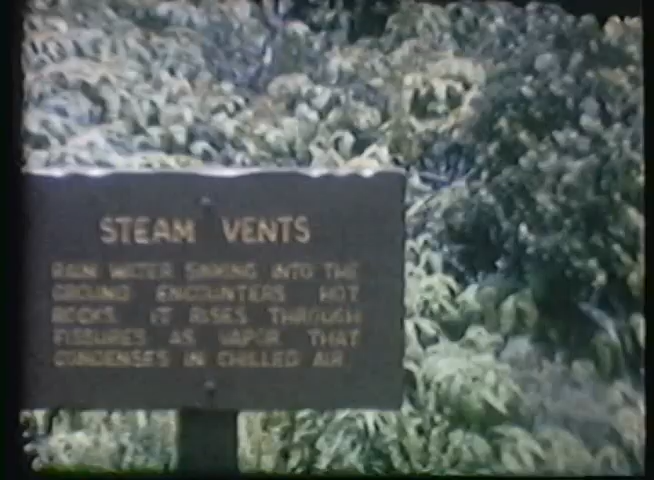 STEAM VENTS
RAIN WATER SINKING INTO THE
GROUND ENCOUNTERS HOT
ROCKS. IT RISES THROUGH
FISSURES AS VAPOR THAT
CONDENSES IN CHILLED AIR